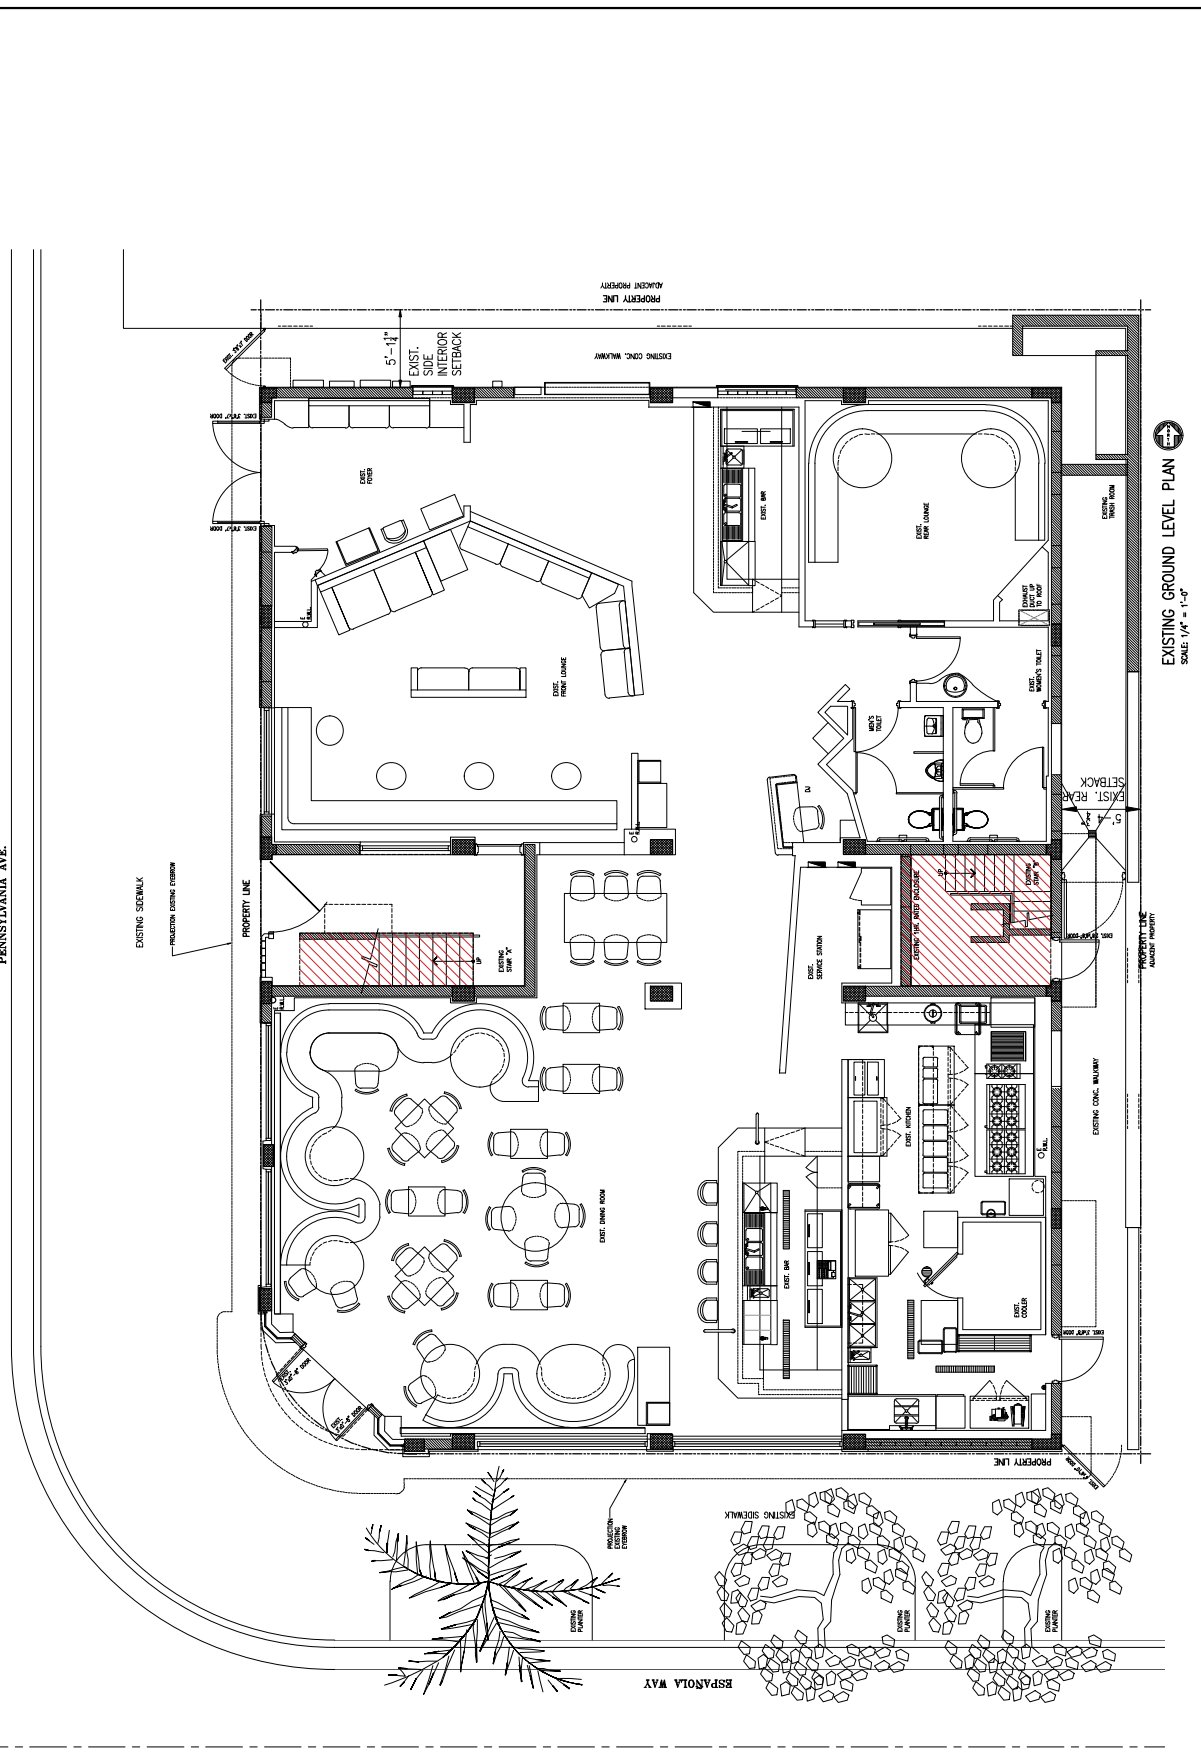 ADJACENT PROPERTY
PROPERTY LINE
EXISTING CONC. WALKWAY
5'-1¼"
EXIST.
SIDE
INTERIOR
SETBACK
EXIST.
FOYER
EXIST. BAR
EXIST.
REAR LOUNGE
EXISTING
TRASH ROOM
EXISTING GROUND LEVEL PLAN
SCALE: 1/4" = 1'-0"
EXHAUST
DUCT UP
TO ROOF
E
R.W.L.
EXIST.
FRONT LOUNGE
EXIST.
WOMEN'S TOILET
MEN'S
TOILET
DJ
EXIST. REAR
SETBACK
PENNSYLVANIA AVE.
EXISTING SIDEWALK
PROJECTION EXISTING EYEBROW
PROPERTY LINE
UP
EXISTING
STAIR "A"
EXIST.
SERVICE STATION
EXISTING 1HR. RATED ENCLOSURE
UP
EXISTING
STAIR "B"
PROPERTY LINE
ADJACENT PROPERTY
E
R.W.L.
EXIST. DINING ROOM
EXIST. BAR
EXIST. KITCHEN
E
R.W.L.
EXISTING CONC. WALKWAY
EXIST.
COOLER
PROPERTY LINE
PROJECTION
EXISTING
EYEBROW
EXISTING SIDEWALK
EXISTING
PLANTER
EXISTING
PLANTER
EXISTING
PLANTER
ESPAÑOLA WAY